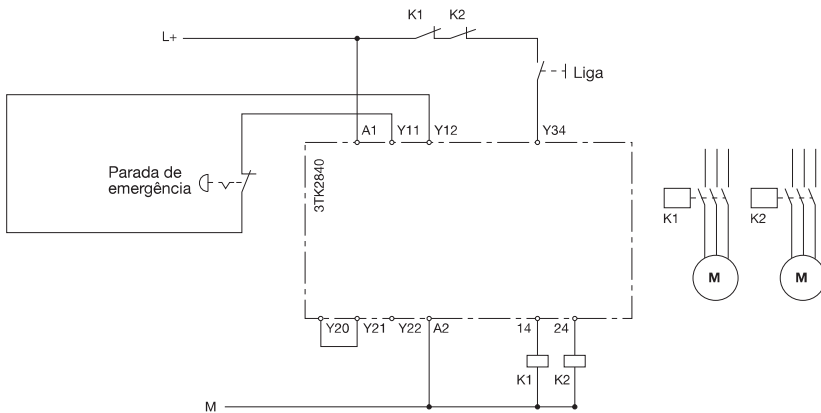 K1 K2
L+
Liga
A1 Y11 Y12 Y34
Parada de
emergência
3TK2840
K1 K2
M M
Y20 Y21 Y22 A2 14 24
K1 K2
M